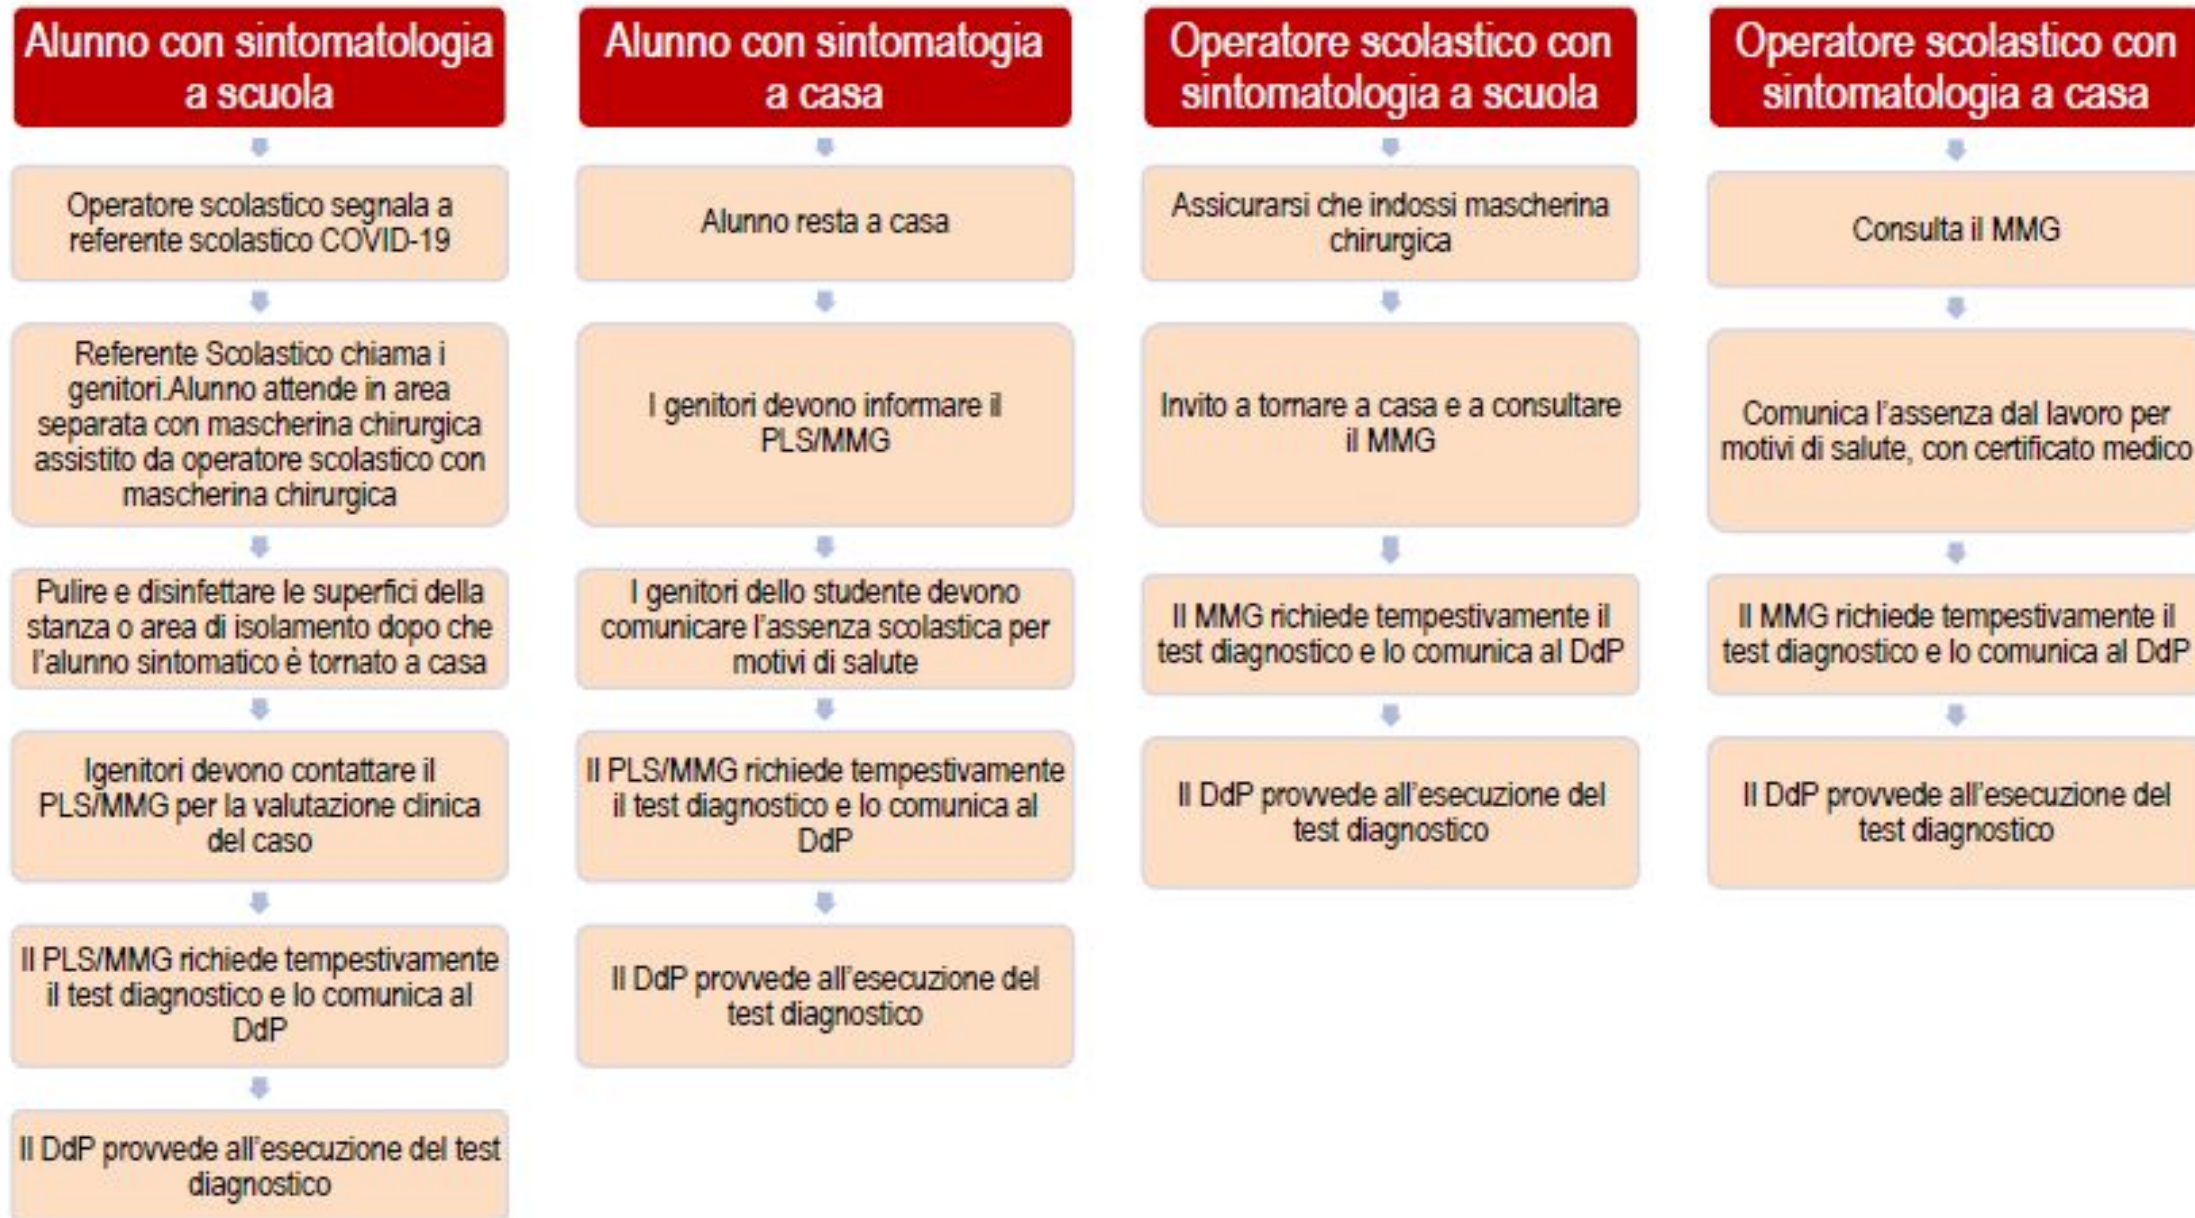 Alunno con sintomatologia
a scuola
Operatore scolastico segnala a
referente scolastico COVID-19
Referente Scolastico chiama i
genitori.Alunno attende in area
separata con mascherina chirurgica
assistito da operatore scolastico con
mascherina chirurgica
Pulire e disinfettare le superfici della
stanza o area di isolamento dopo che
l'alunno sintomatico è tornato a casa
Igenitori devono contattare il
PLS/MMG per la valutazione clinica
del caso
Il PLS/MMG richiede tempestivamente
il test diagnostico e lo comunica al
DdP
Il DdP provvede all'esecuzione del test
diagnostico
Alunno con sintomatogia
a casa
Alunno resta a casa
I genitori devono informare il
PLS/MMG
I genitori dello studente devono
comunicare l'assenza scolastica per
motivi di salute
Il PLS/MMG richiede tempestivamente
il test diagnostico e lo comunica al
DdP
Il DdP provvede all'esecuzione del
test diagnostico
Operatore scolastico con
sintomatologia a scuola
Assicurarsi che indossi mascherina
chirurgica
Invito a tornare a casa e a consultare
il MMG
Il MMG richiede tempestivamente il
test diagnostico e lo comunica al DdP
Il DdP provvede all'esecuzione del
test diagnostico
Operatore scolastico con
sintomatologia a casa
Consulta il MMG
Comunica l'assenza dal lavoro per
motivi di salute, con certificato medico
Il MMG richiede tempestivamente il
test diagnostico e lo comunica al DdP
Il DdP provvede all'esecuzione del
test diagnostico